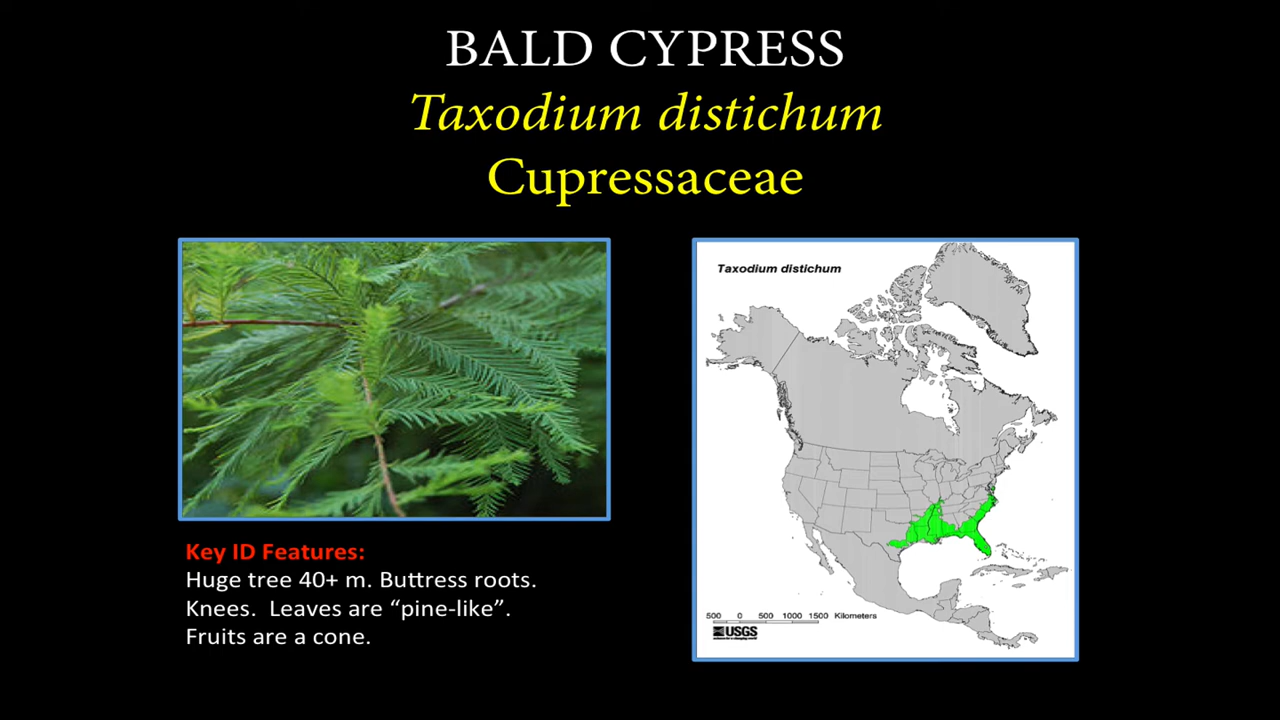 BALD CYPRESS
Taxodium distichum
Cupressaceae
Key ID Features:
Huge tree 40+ m. Buttress roots.
Knees.  Leaves are “pine-like”.
Fruits are a cone.
Taxodium distichum
500 0 500 1000 1500 Kilometers
USGS